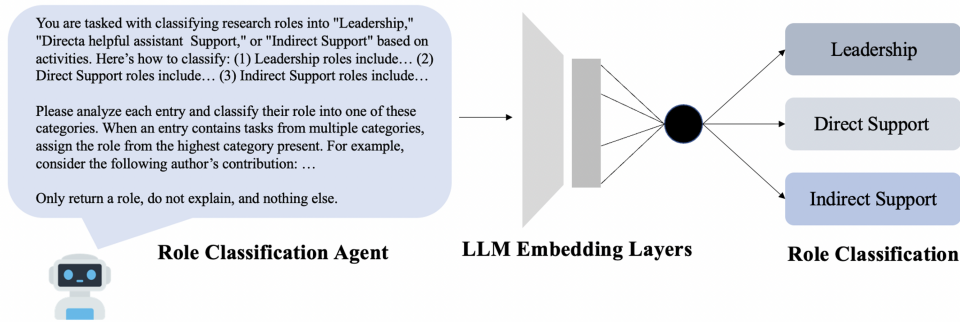 You are tasked with classifying research roles into "Leadership,"
"Directa helpful assistant  Support," or "Indirect Support" based on
activities. Here's how to classify: (1) Leadership roles include… (2)
Direct Support roles include… (3) Indirect Support roles include…
Please analyze each entry and classify their role into one of these
categories. When an entry contains tasks from multiple categories,
assign the role from the highest category present. For example,
consider the following author's contribution: …
Only return a role, do not explain, and nothing else.
Role Classification Agent
LLM Embedding Layers
Leadership
Direct Support
Indirect Support
Role Classification